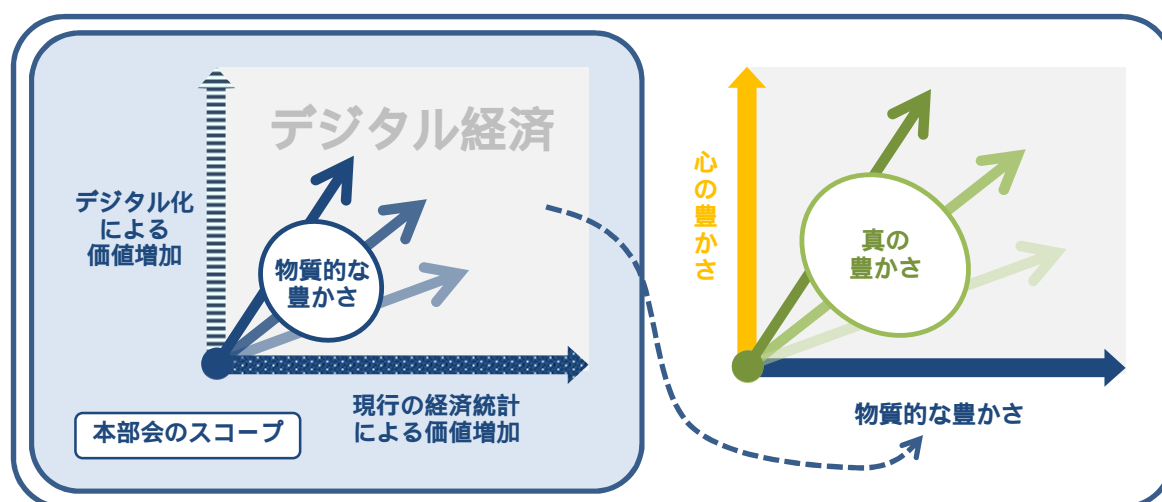 デジタル経済
デジタル化
による
価値増加
物質的な
豊かさ
現行の経済統計
による価値増加
本部会のスコープ
心の豊かさ
真の
豊かさ
物質的な豊かさ